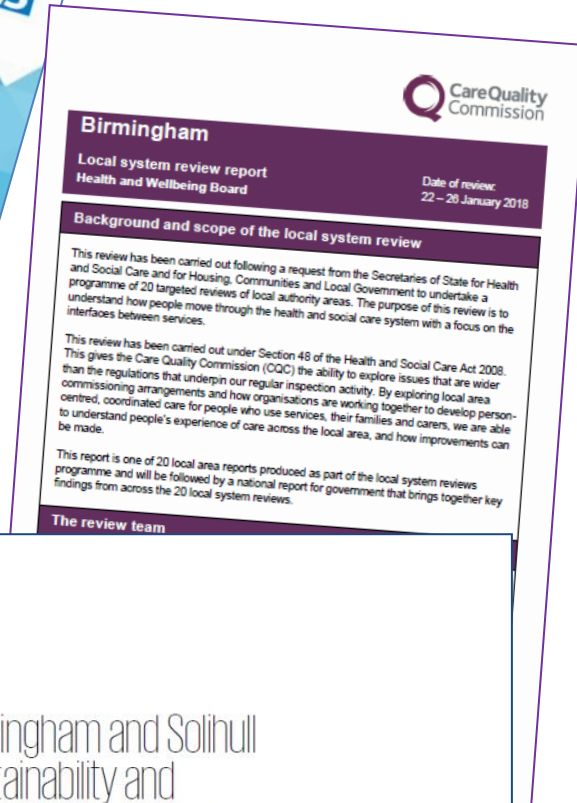 CareQuality
Commission
Birmingham
Local system review report
Health and Wellbeing Board
Date of review:
22 – 26 January 2018
Background and scope of the local system review
This review has been carried out following a request from the Secretaries of State for Health
and Social Care and for Housing, Communities and Local Government to undertake a
programme of 20 targeted reviews of local authority areas. The purpose of this review is to
understand how people move through the health and social care system with a focus on the
interfaces between services.
This review has been carried out under Section 48 of the Health and Social Care Act 2008.
This gives the Care Quality Commission (CQC) the ability to explore issues that are wider
than the regulations that underpin our regular inspection activity. By exploring local area
commissioning arrangements and how organisations are working together to develop person-
centred, coordinated care for people who use services, their families and carers, we are able
to understand people's experience of care across the local area, and how improvements can
be made.
This report is one of 20 local area reports produced as part of the local system reviews
programme and will be followed by a national report for government that brings together key
findings from across the 20 local system reviews.
The review team
ingham and Solihull
tainability and